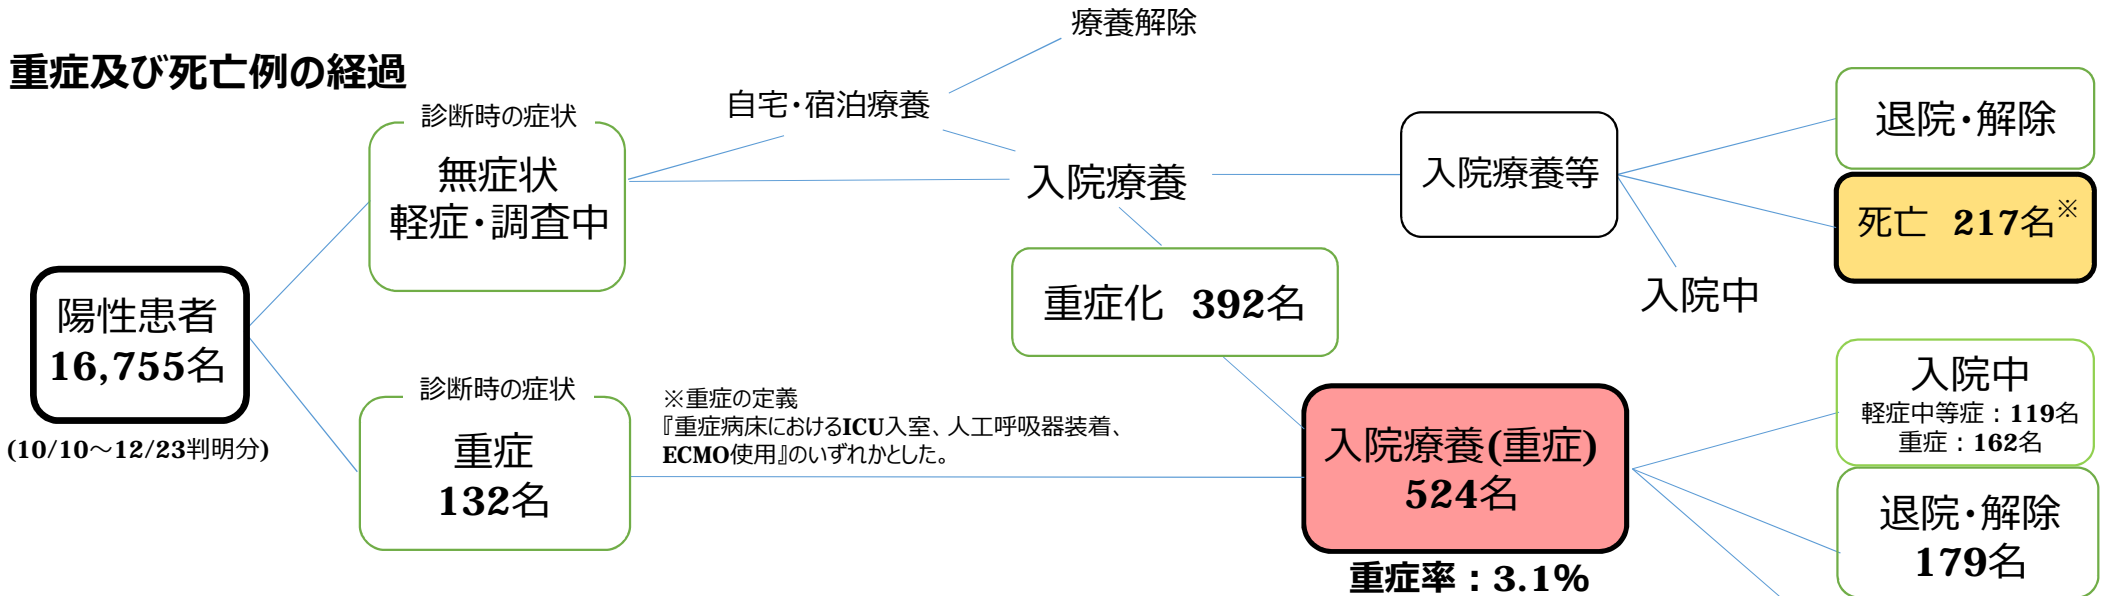 重症及び死亡例の経過
療養解除
自宅・宿泊療養
診断時の症状
無症状
軽症・調査中
入院療養
入院療養等
退院・解除
死亡 217名※
入院中
陽性患者
16,755名
(10/10～12/23判明分)
重症化 392名
診断時の症状
重症
132名
※重症の定義
『重症病床におけるICU入室、人工呼吸器装着、
ECMO使用』のいずれかとした。
入院療養(重症)
524名
重症率：3.1%
入院中
軽症中等症：119名
重症：162名
退院・解除
179名